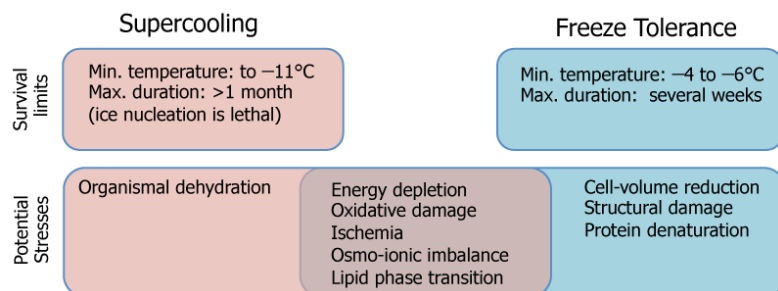 Supercooling
Freeze Tolerance
Survival
limits
Min. temperature: to −11°C
Max. duration: >1 month
(ice nucleation is lethal)
Min. temperature: −4 to −6°C
Max. duration: several weeks
Potential
Stresses
Organismal dehydration
Energy depletion
Oxidative damage
Ischemia
Osmo-ionic imbalance
Lipid phase transition
Cell-volume reduction
Structural damage
Protein denaturation